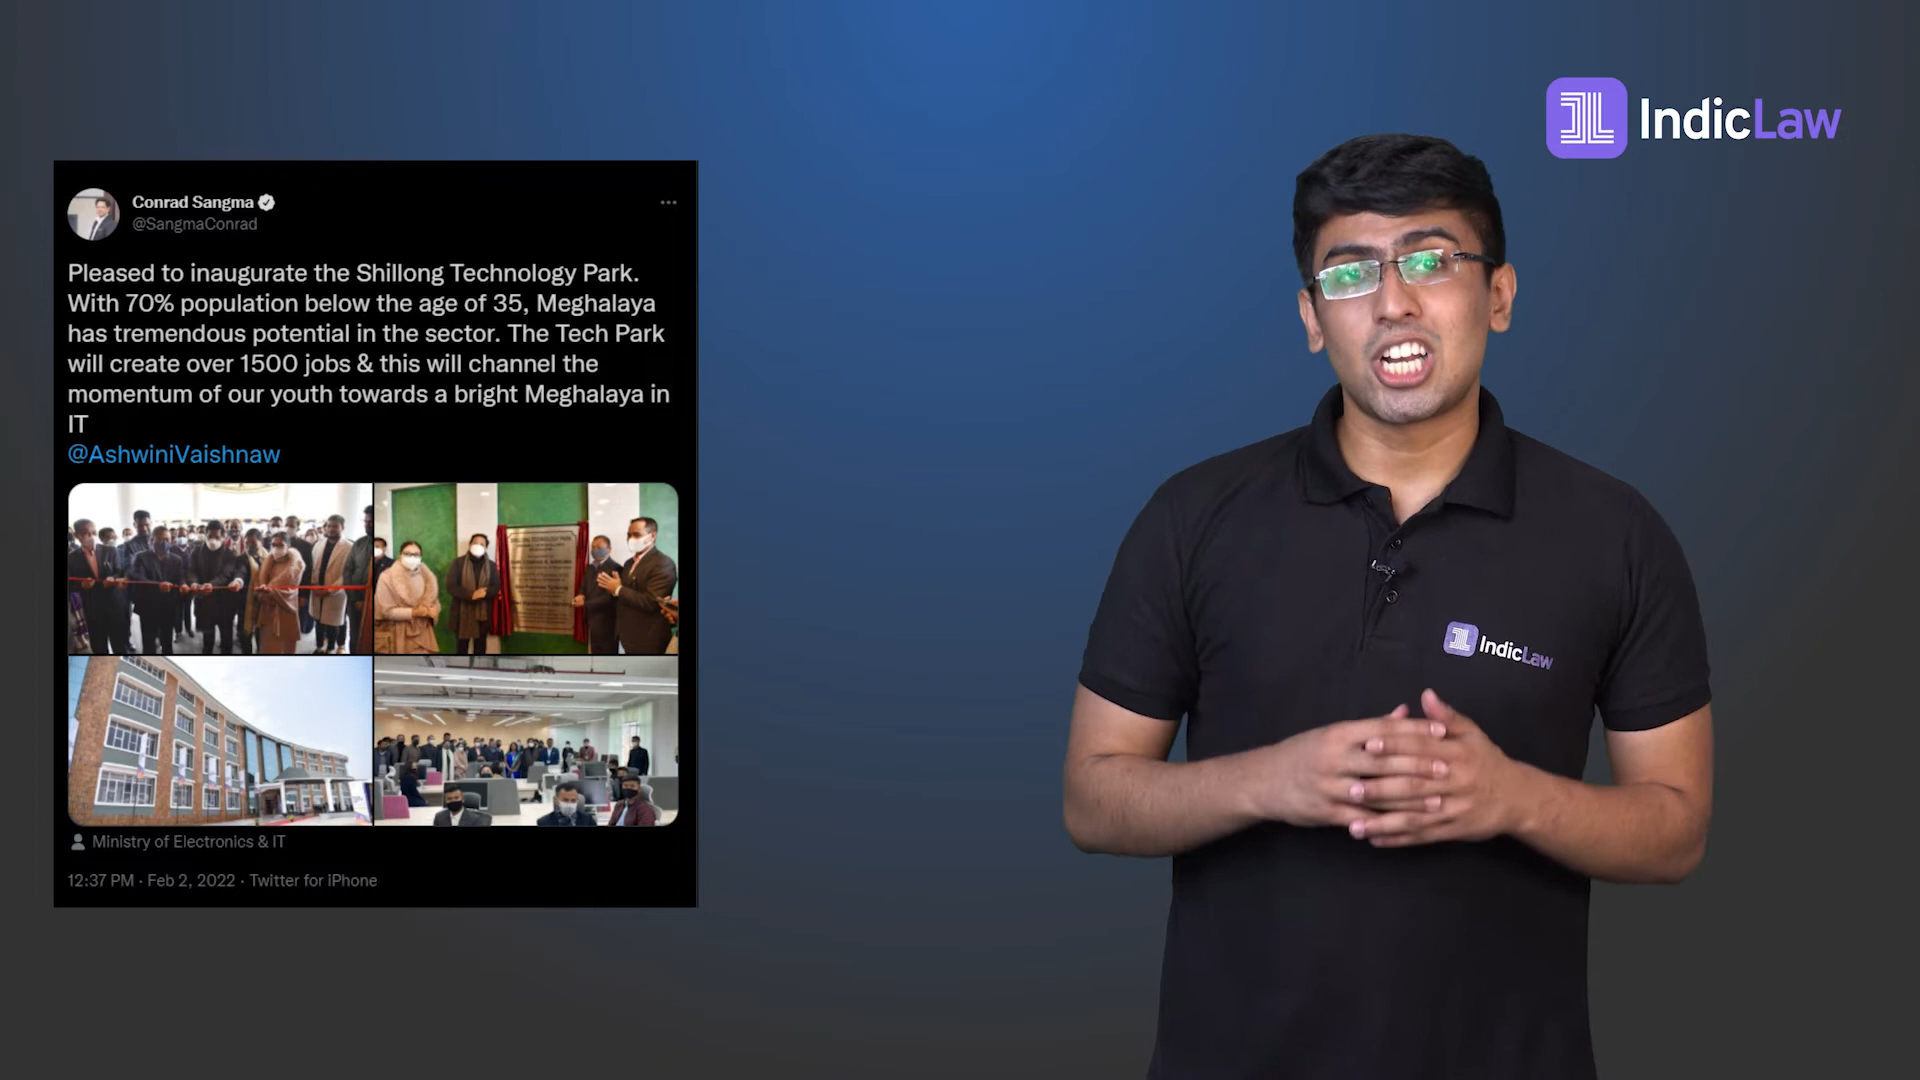 IndicLaw
Conrad Sangma
@SangmaConrad
Pleased to inaugurate the Shillong Technology Park.
With 70% population below the age of 35, Meghalaya
has tremendous potential in the sector. The Tech Park
will create over 1500 jobs & this will channel the
momentum of our youth towards a bright Meghalaya in
IT
@AshwiniVaishnaw
SHILLONG TECHNOLOGY PARK
Ministry of Electronics & IT
12:37 PM · Feb 2, 2022 · Twitter for iPhone
IndicLaw